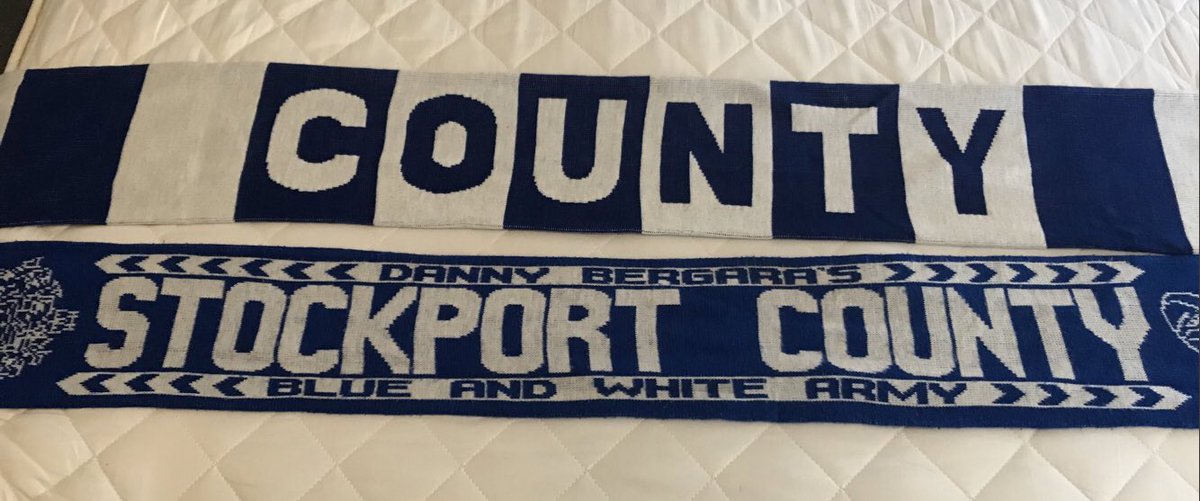 COUNTY
DANNY BERGARA'S
STOCKPORT COUNTY
BLUE AND WHITE ARMY